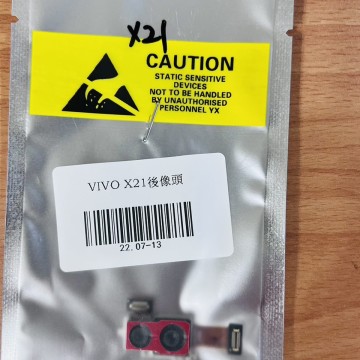 X21
CAUTION
STATIC SENSITIVE
DEVICES
NOT TO BE HANDLED
BY UNAUTHORISED
PERSONNEL YX
VIVO X21後像頭
22.07-13